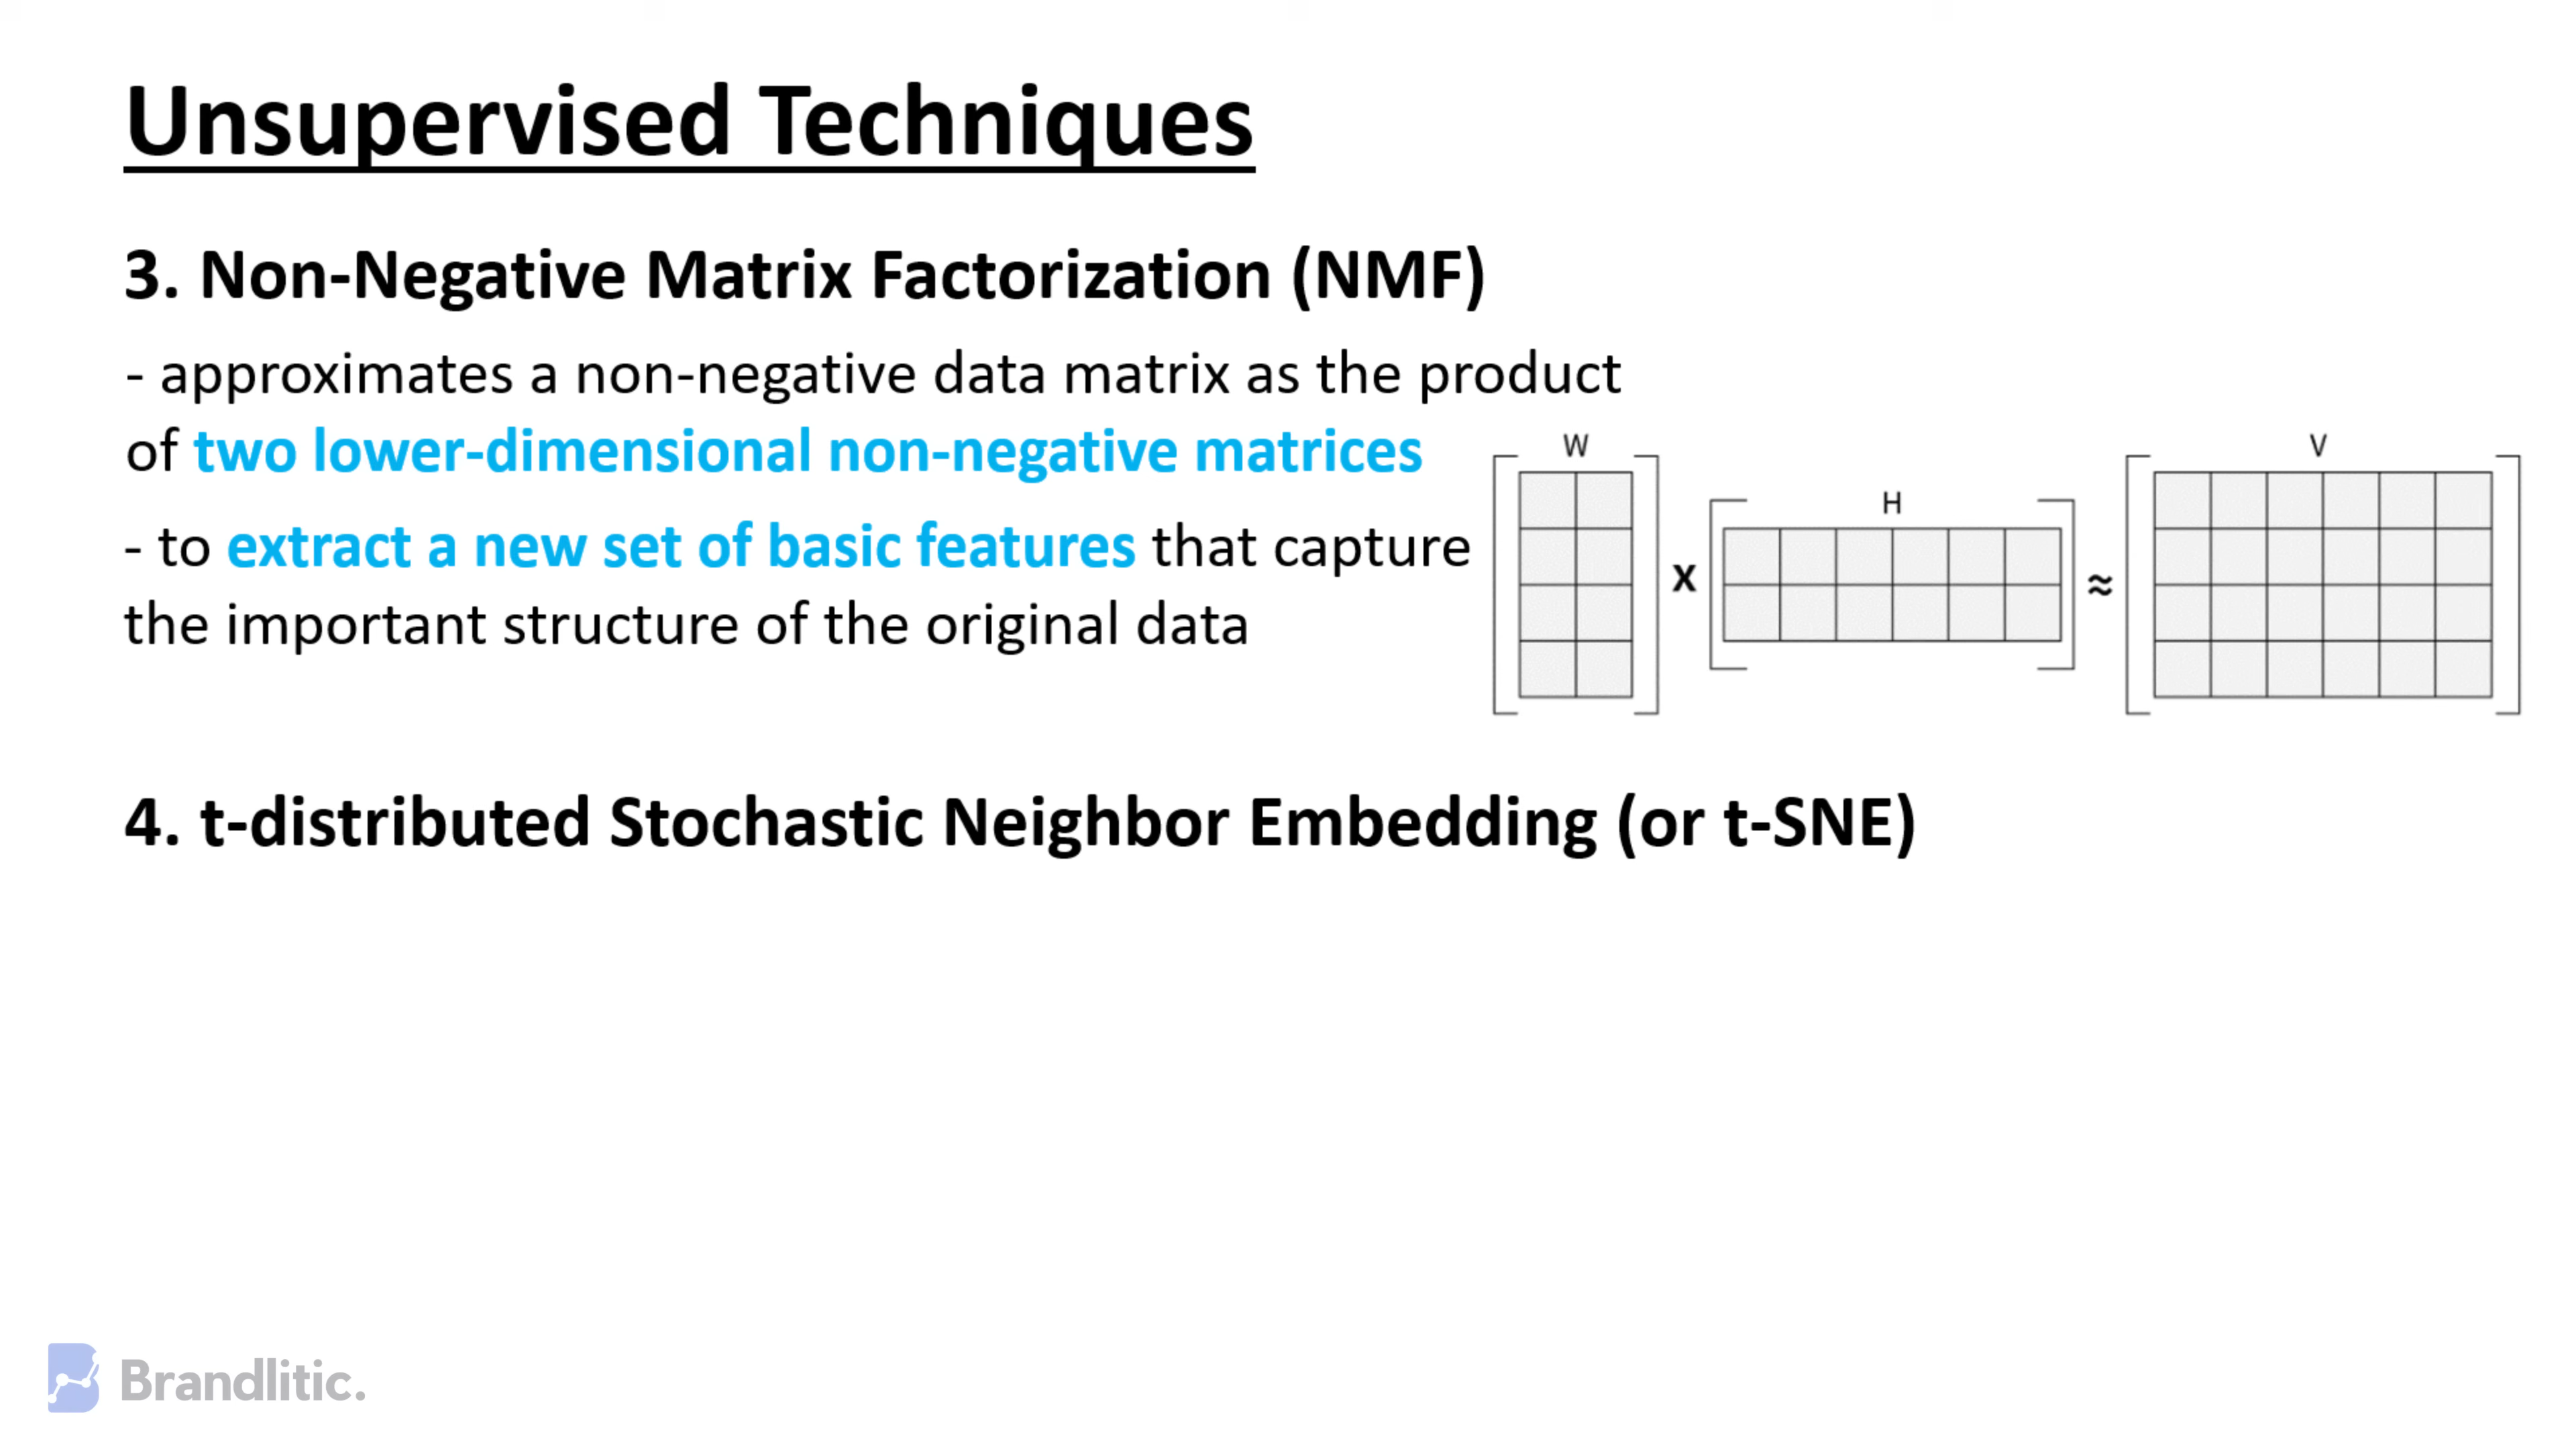 Unsupervised Techniques
3. Non-Negative Matrix Factorization (NMF)
- approximates a non-negative data matrix as the product
of two lower-dimensional non-negative matrices
- to extract a new set of basic features that capture
the important structure of the original data
W
H
V
x
≈
4. t-distributed Stochastic Neighbor Embedding (or t-SNE)
Brandlitic.